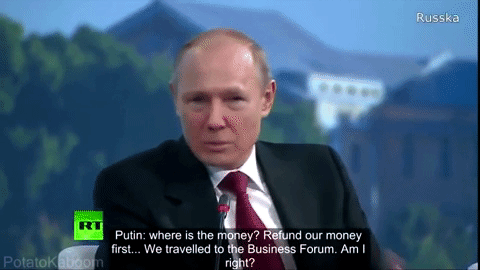 Russka
RT
Putin: where is the money? Refund our money
first... We travelled to the Business Forum. Am I
right?
PotatoKaboom